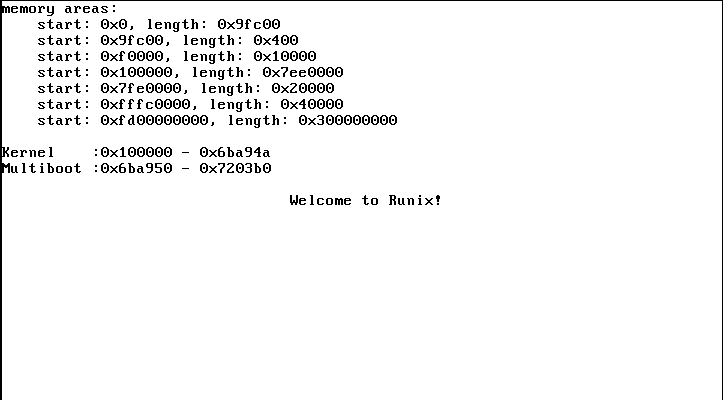 memory areas:
start: 0x0, length: 0x9fc00
start: 0x9fc00, length: 0x400
start: 0xf0000, length: 0x10000
start: 0x100000, length: 0x7ee0000
start: 0x7fe0000, length: 0x20000
start: 0xfffc0000, length: 0x40000
start: 0xfd00000000, length: 0x300000000
Kernel    :0x100000 - 0x6ba94a
Multiboot :0x6ba950 - 0x7203b0
Welcome to Runix!